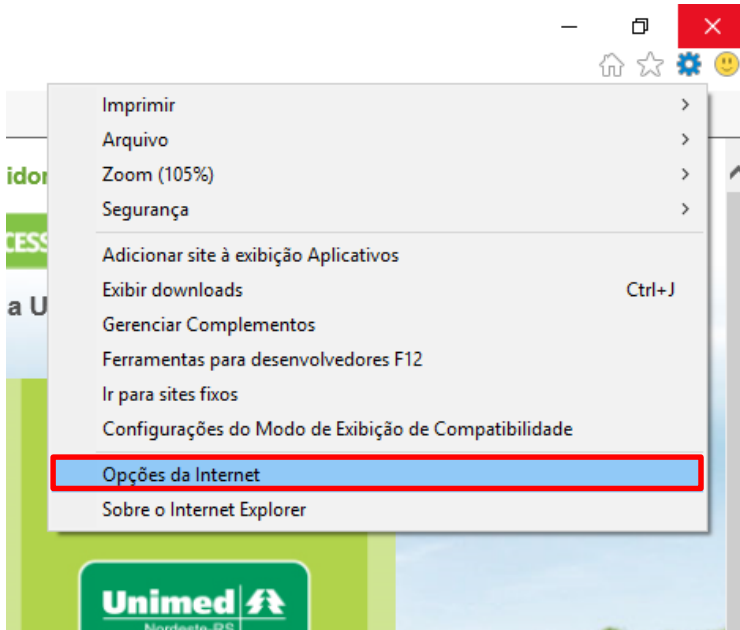 Imprimir
Arquivo
Zoom (105%)
Segurança
idor
CESS
Adicionar site à exibição Aplicativos
Exibir downloads Ctrl+J
a U
Gerenciar Complementos
Ferramentas para desenvolvedores F12
Ir para sites fixos
Configurações do Modo de Exibição de Compatibilidade
Opções da Internet
Sobre o Internet Explorer
Unimed
Nordeste-RS